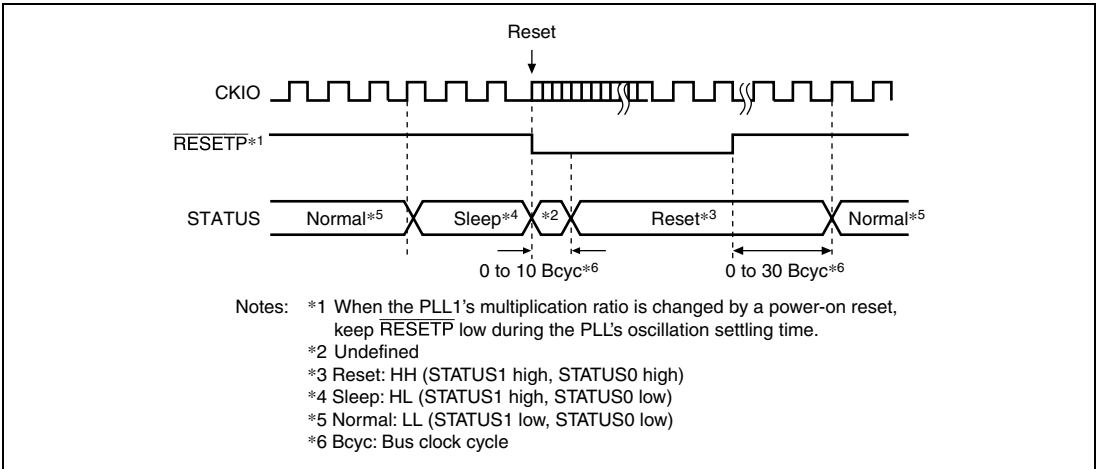 Reset
CKIO
RESETP*1
STATUS Normal*5 Sleep*4 *2 Reset*3 Normal*5
0 to 10 Bcyc*6 0 to 30 Bcyc*6
Notes: *1 When the PLL1's multiplication ratio is changed by a power-on reset,
keep RESETP low during the PLL's oscillation settling time.
*2 Undefined
*3 Reset: HH (STATUS1 high, STATUS0 high)
*4 Sleep: HL (STATUS1 high, STATUS0 low)
*5 Normal: LL (STATUS1 low, STATUS0 low)
*6 Bcyc: Bus clock cycle